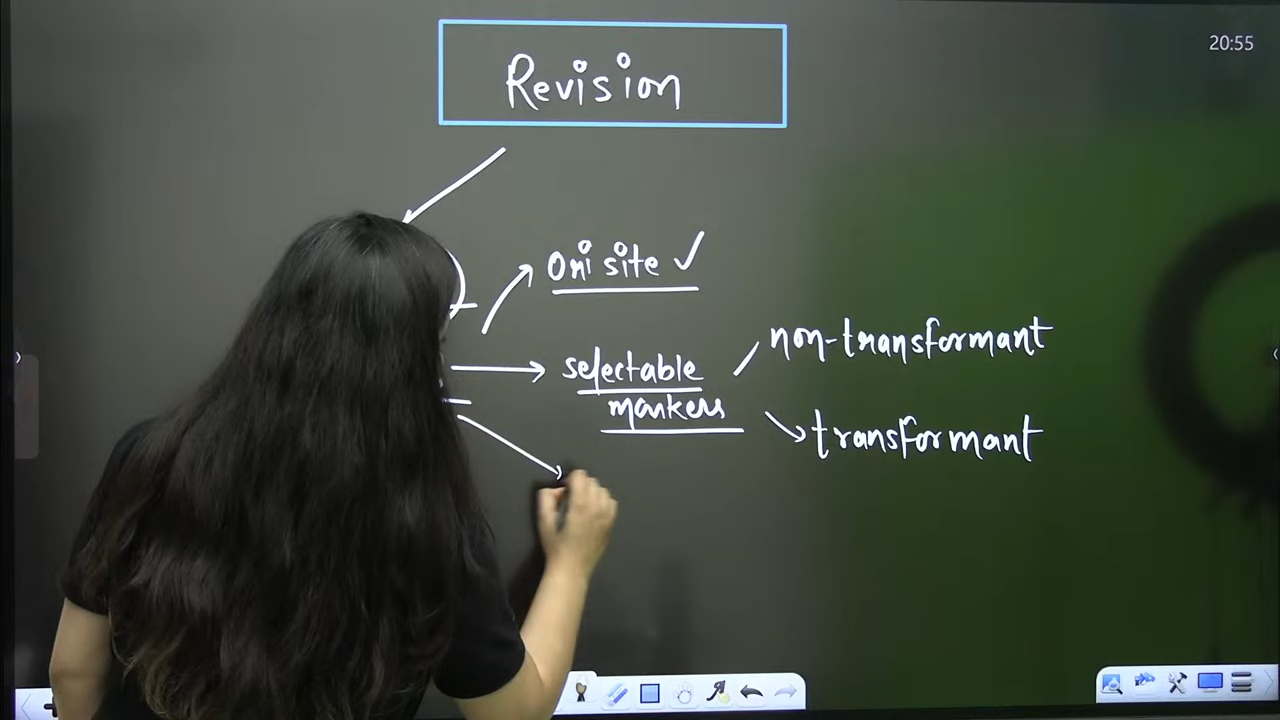 20:55
Revision
Ori site ✓
non-transformant
selectable
markers
transformant